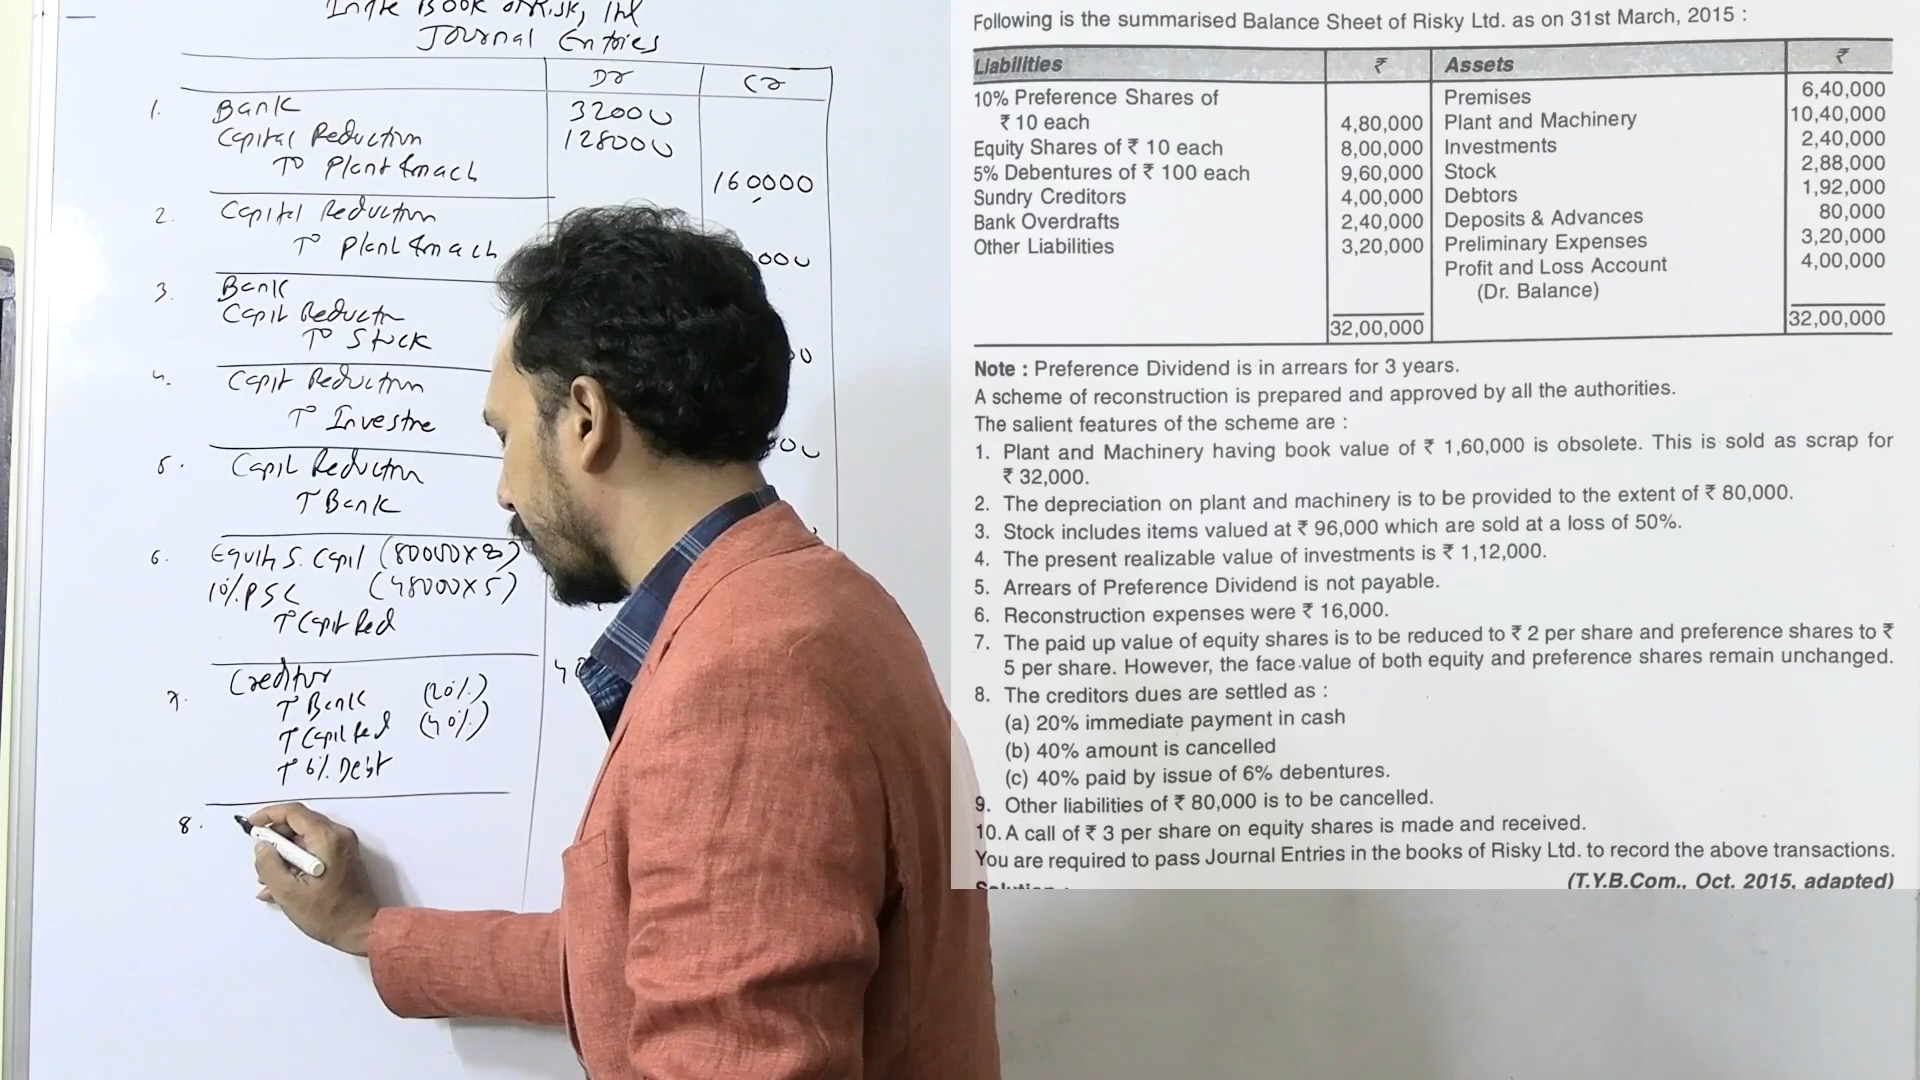 In the Book of Risky Ltd
Journal Entries
Dr Cr
1. Bank 32000
Capital Reduction 128000
To Plant & mach
160000
2. Capital Reduction
To Plant & mach
3. Bank
Capit Reductn
To Stock
4. Capit Reduction
To Investme
5. Capit Reductn
To Bank
6. Equity S. Capil (80000x8)
10% PSC (48000x5)
To Capit Red
7. Creditor
To Bank (20%)
To Capil Red (40%)
To 6% Debt
8.
Following is the summarised Balance Sheet of Risky Ltd. as on 31st March, 2015 :
Liabilities ₹ Assets ₹
10% Preference Shares of Premises 6,40,000
₹ 10 each 4,80,000 Plant and Machinery 10,40,000
Equity Shares of ₹ 10 each 8,00,000 Investments 2,40,000
5% Debentures of ₹ 100 each 9,60,000 Stock 2,88,000
Sundry Creditors 4,00,000 Debtors 1,92,000
Bank Overdrafts 2,40,000 Deposits & Advances 80,000
Other Liabilities 3,20,000 Preliminary Expenses 3,20,000
Profit and Loss Account 4,00,000
(Dr. Balance)
32,00,000 32,00,000
Note : Preference Dividend is in arrears for 3 years.
A scheme of reconstruction is prepared and approved by all the authorities.
The salient features of the scheme are :
1. Plant and Machinery having book value of ₹ 1,60,000 is obsolete. This is sold as scrap for
₹ 32,000.
2. The depreciation on plant and machinery is to be provided to the extent of ₹ 80,000.
3. Stock includes items valued at ₹ 96,000 which are sold at a loss of 50%.
4. The present realizable value of investments is ₹ 1,12,000.
5. Arrears of Preference Dividend is not payable.
6. Reconstruction expenses were ₹ 16,000.
7. The paid up value of equity shares is to be reduced to ₹ 2 per share and preference shares to ₹
5 per share. However, the face value of both equity and preference shares remain unchanged.
8. The creditors dues are settled as :
(a) 20% immediate payment in cash
(b) 40% amount is cancelled
(c) 40% paid by issue of 6% debentures.
9. Other liabilities of ₹ 80,000 is to be cancelled.
10. A call of ₹ 3 per share on equity shares is made and received.
You are required to pass Journal Entries in the books of Risky Ltd. to record the above transactions.
(T.Y.B.Com., Oct. 2015, adapted)